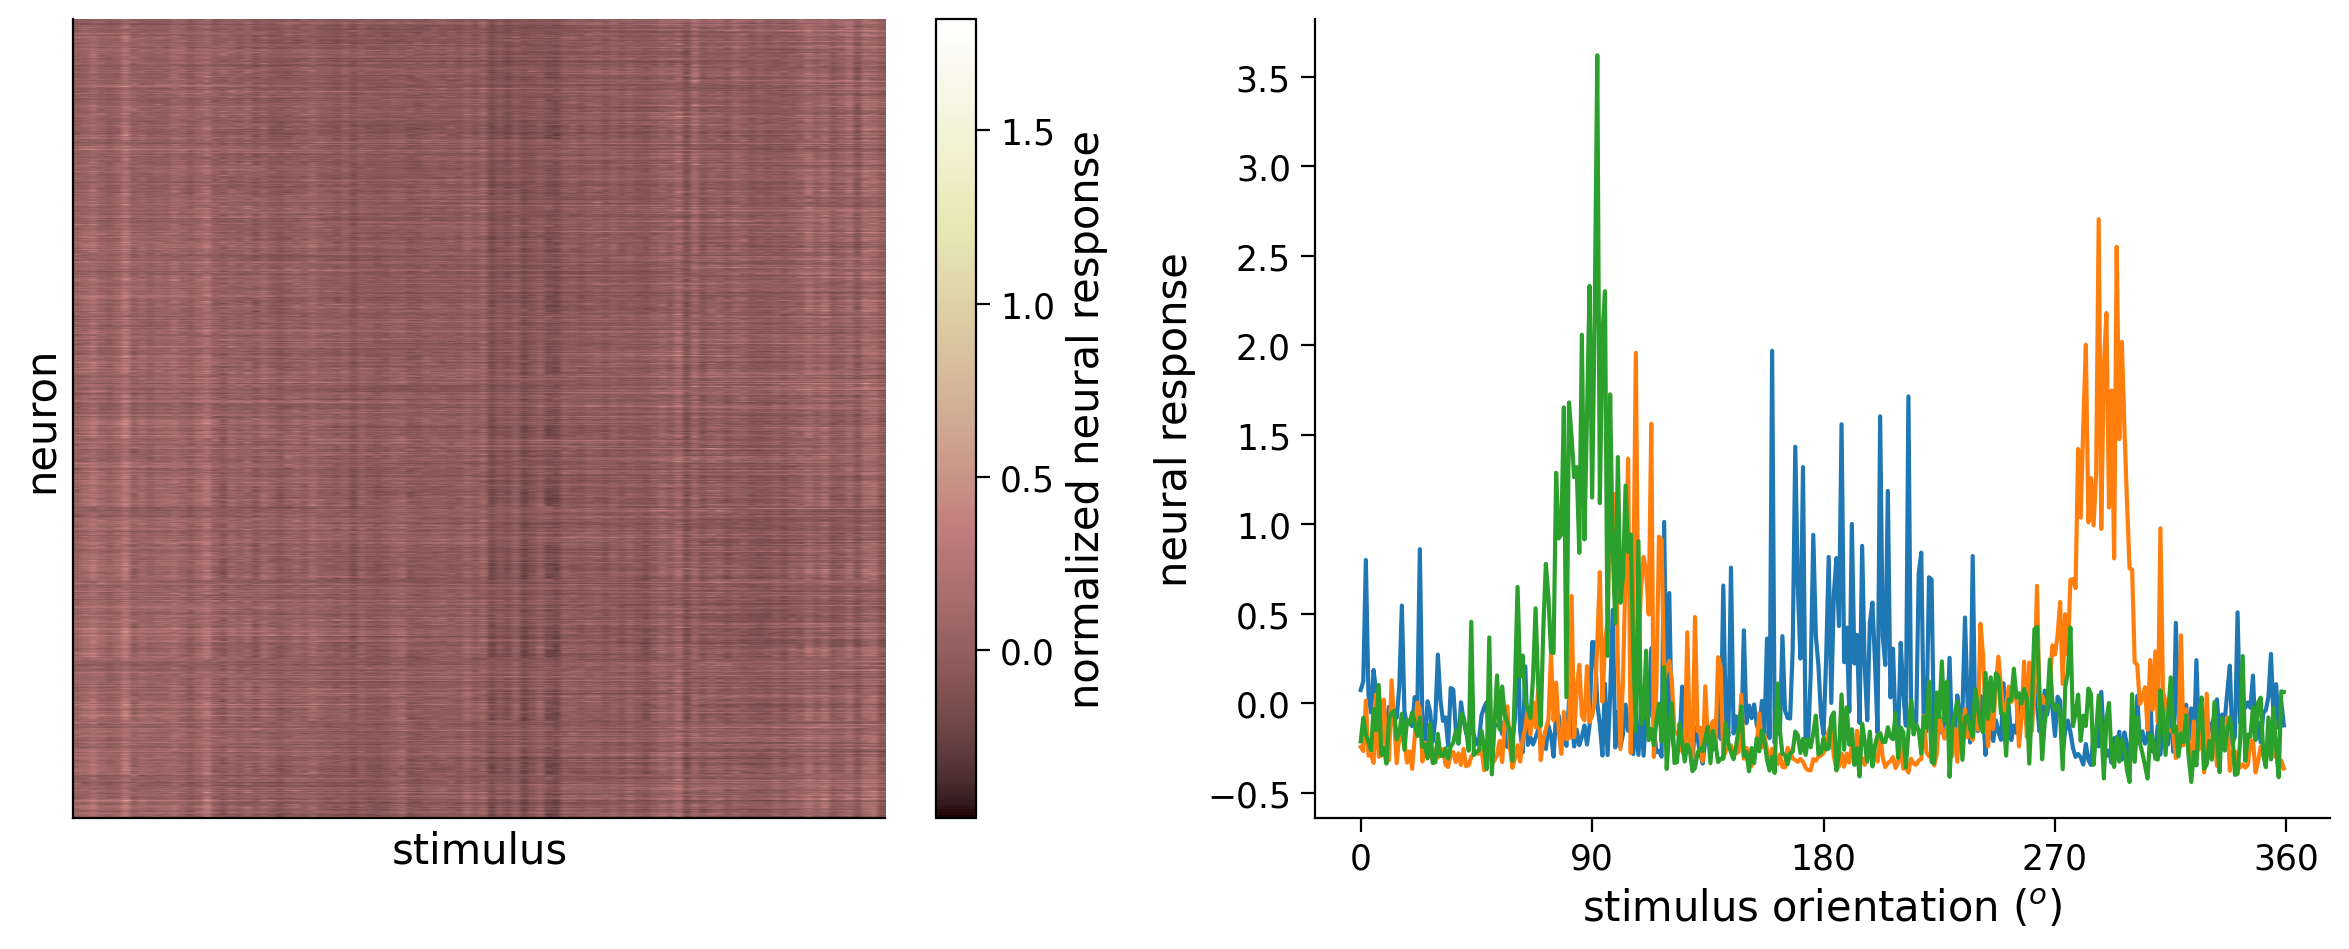 neuron
stimulus
1.5
1.0
0.5
0.0
normalized neural response
neural response
3.5
3.0
2.5
2.0
1.5
1.0
0.5
0.0
−0.5
0 90 180 270 360
stimulus orientation (º)